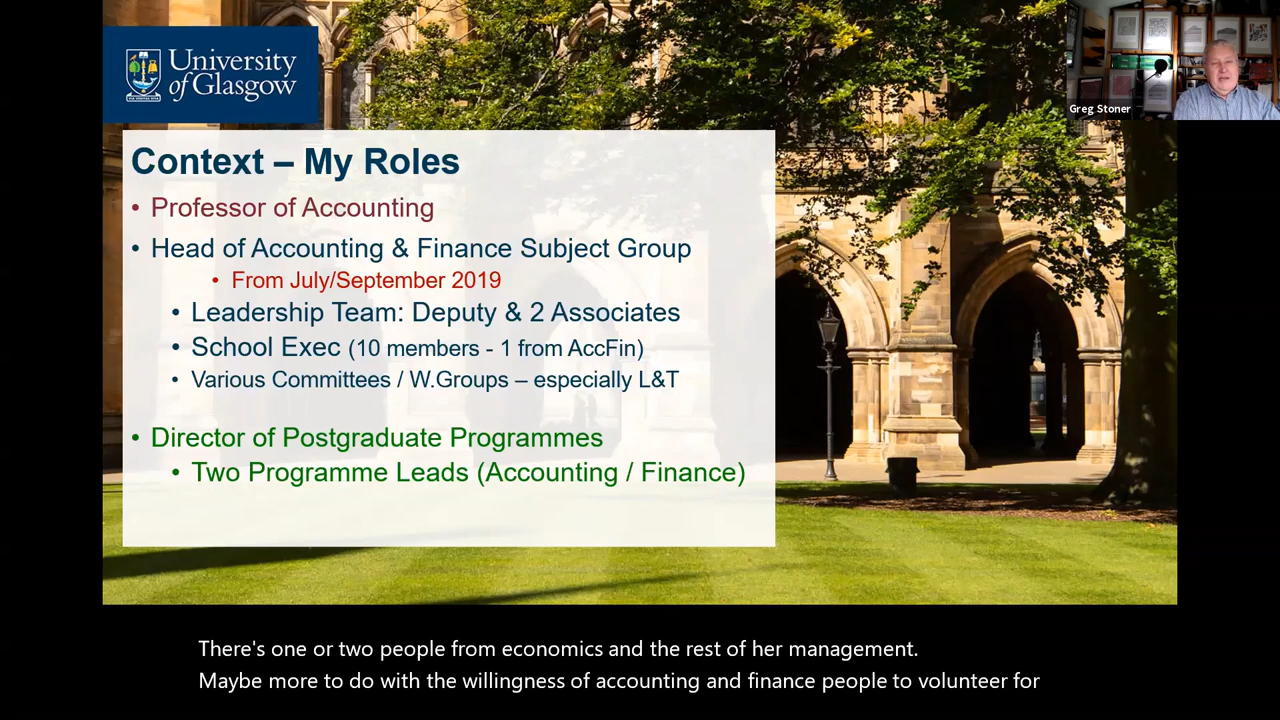 University
of Glasgow
VIA VERITAS VITA
Greg Stoner
Context – My Roles
• Professor of Accounting
• Head of Accounting & Finance Subject Group
• From July/September 2019
• Leadership Team: Deputy & 2 Associates
• School Exec (10 members - 1 from AccFin)
• Various Committees / W.Groups – especially L&T
• Director of Postgraduate Programmes
• Two Programme Leads (Accounting / Finance)
There's one or two people from economics and the rest of her management.
Maybe more to do with the willingness of accounting and finance people to volunteer for